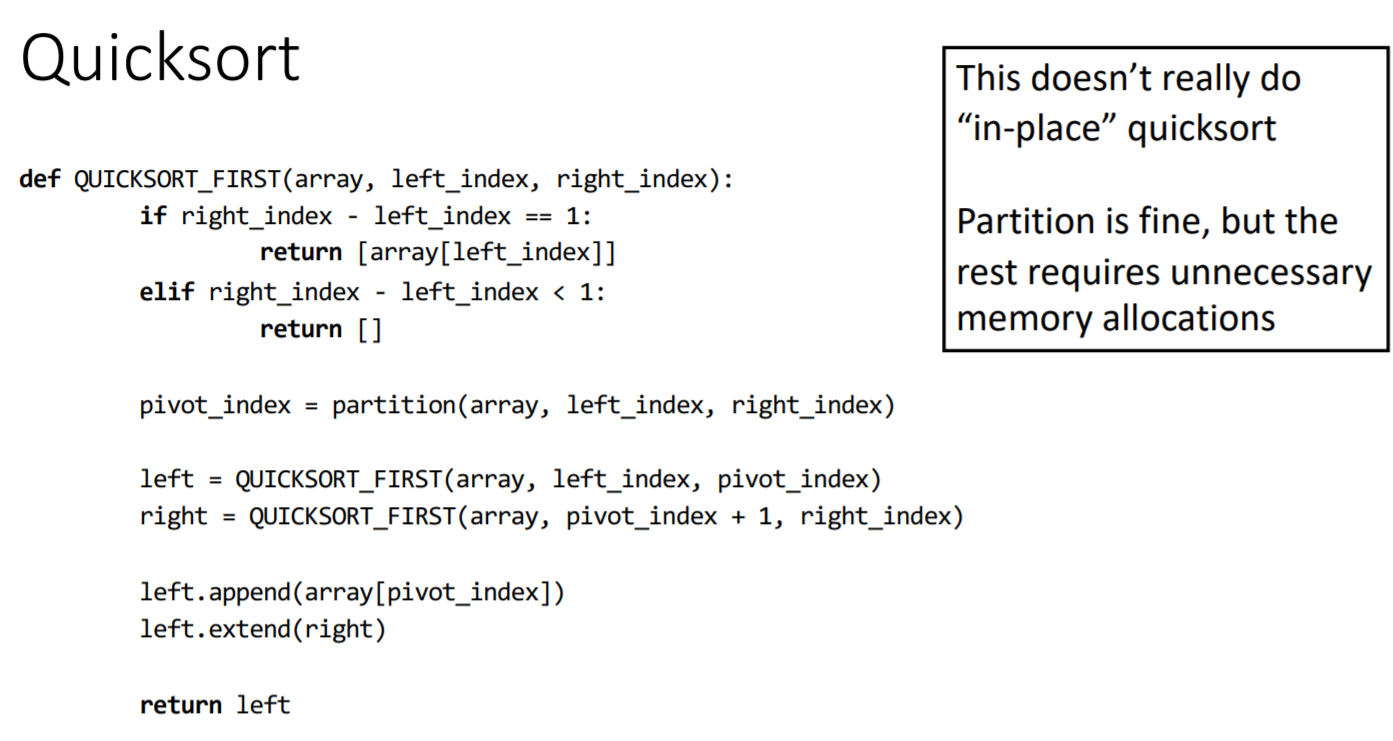 Quicksort
This doesn’t really do
“in-place” quicksort
Partition is fine, but the
rest requires unnecessary
memory allocations
def QUICKSORT_FIRST(array, left_index, right_index):
if right_index - left_index == 1:
return [array[left_index]]
elif right_index - left_index < 1:
return []
pivot_index = partition(array, left_index, right_index)
left = QUICKSORT_FIRST(array, left_index, pivot_index)
right = QUICKSORT_FIRST(array, pivot_index + 1, right_index)
left.append(array[pivot_index])
left.extend(right)
return left